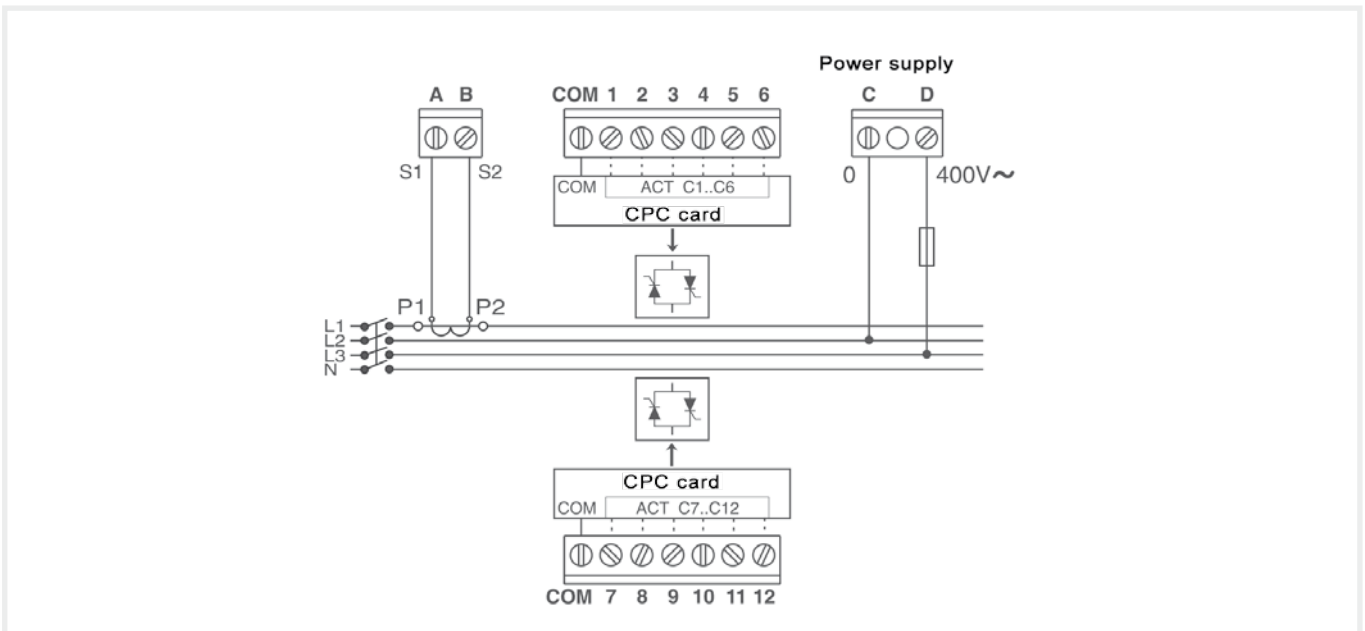 Power supply
A B
COM 1 2 3 4 5 6
C D
S1 S2
0 400V~
COM ACT C1..C6
CPC card
P1 P2
L1
L2
L3
N
CPC card
COM ACT C7..C12
COM 7 8 9 10 11 12